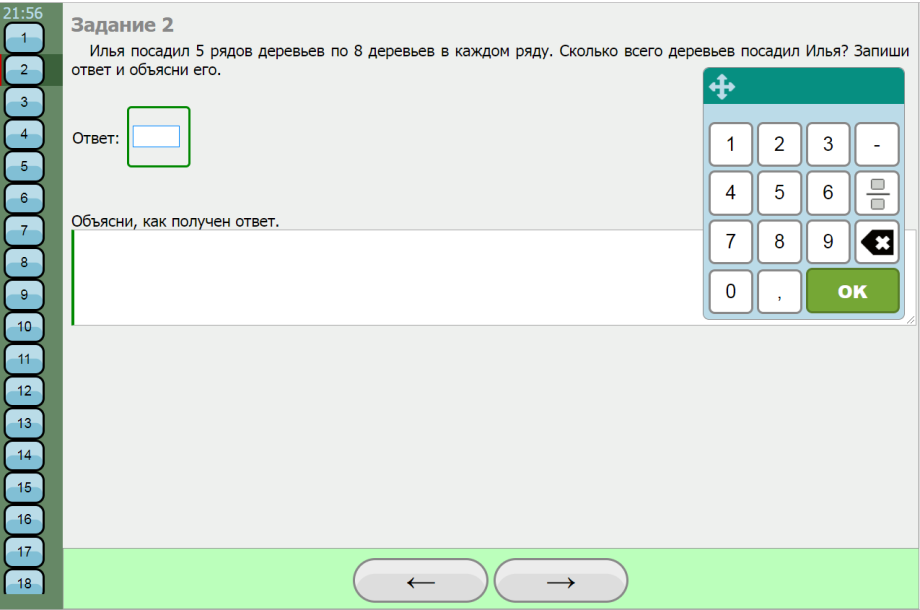 21:56
1
2
3
4
5
6
7
8
9
10
11
12
13
14
15
16
17
18
Задание 2
Илья посадил 5 рядов деревьев по 8 деревьев в каждом ряду. Сколько всего деревьев посадил Илья? Запиши
ответ и объясни его.
Ответ:
Объясни, как получен ответ.
1 2 3 -
4 5 6
7 8 9
0 , ОК
← →